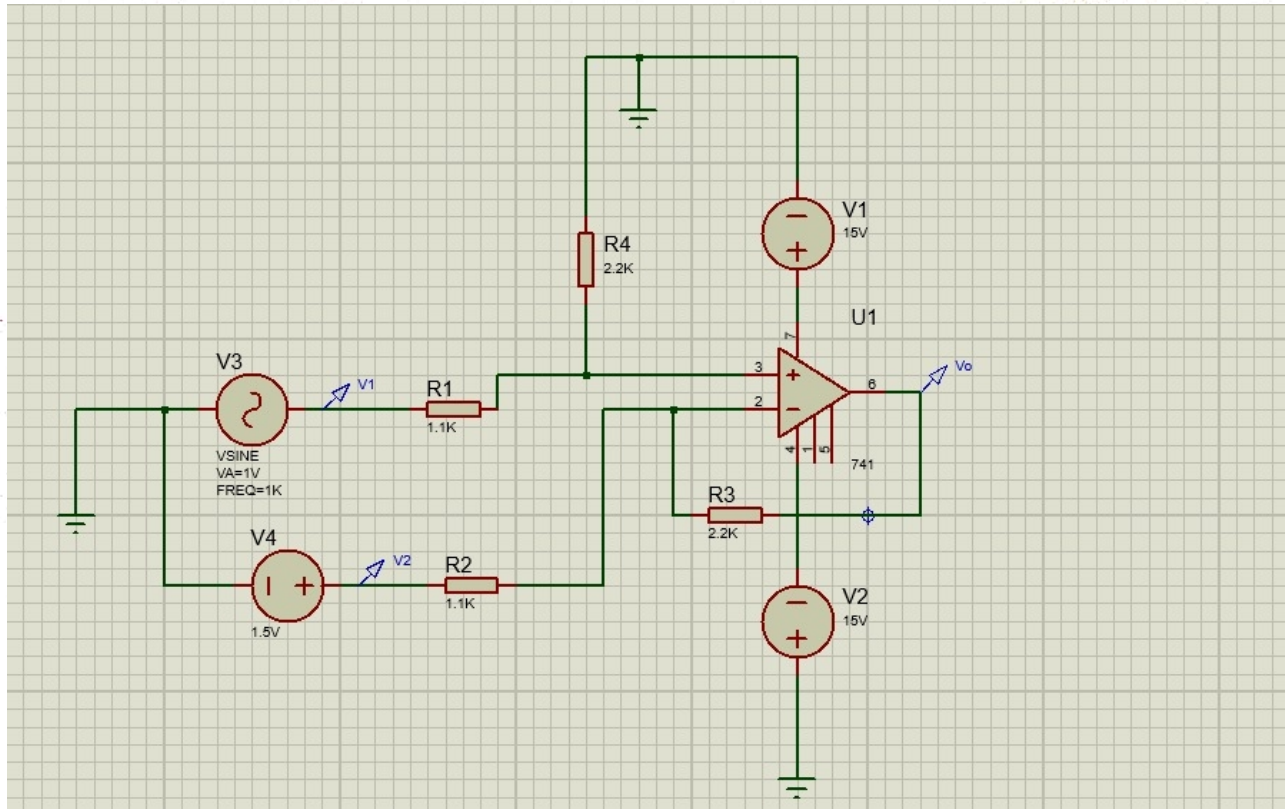 V1
15V
R4
2.2K
U1
7
V3
V1
R1
1.1K
3
+
2
−
6
Vo
VSINE
VA=1V
FREQ=1K
4
1
5
741
R3
2.2K
V4
V2
R2
1.1K
1.5V
V2
15V